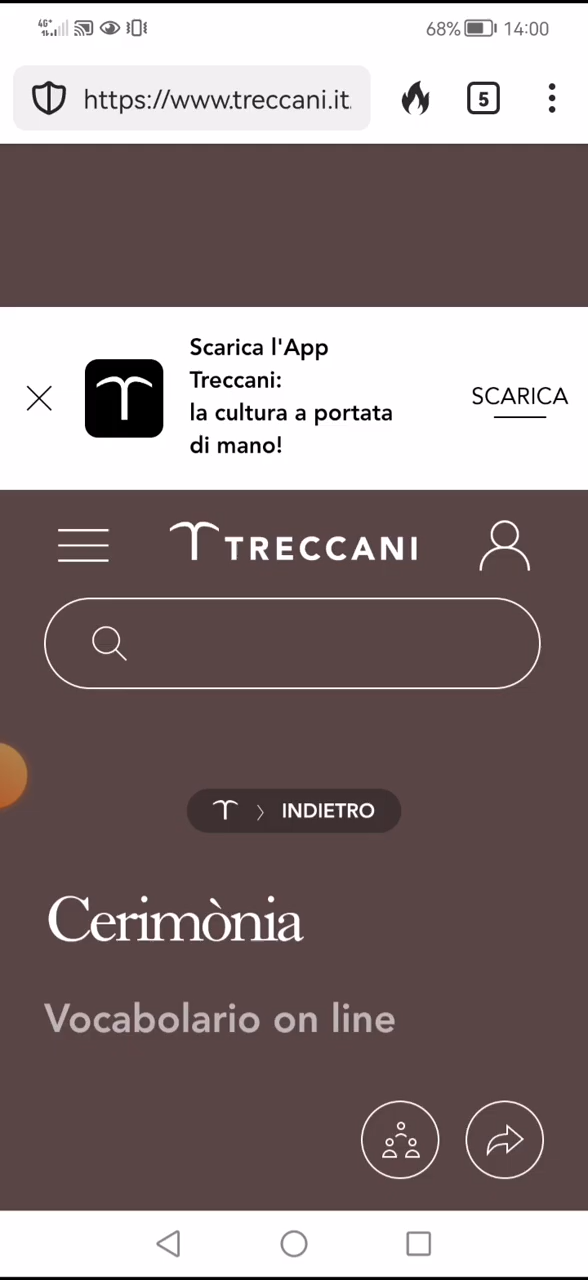 4G+
68% 14:00
https://www.treccani.it
5
Scarica l'App
Treccani:
la cultura a portata
di mano!
SCARICA
TRECCANI
INDIETRO
Cerimònia
Vocabolario on line